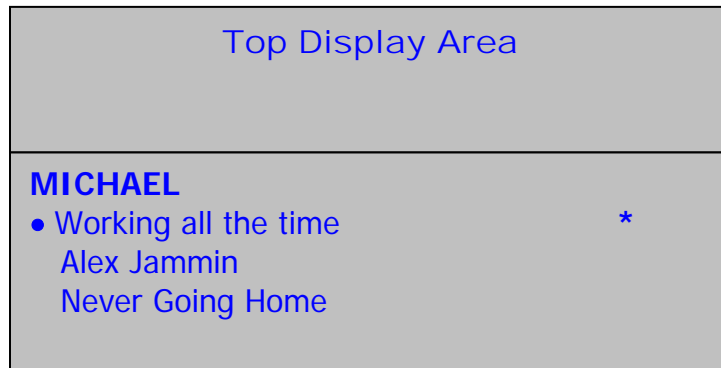 Top Display Area
MICHAEL
• Working all the time *
Alex Jammin
Never Going Home